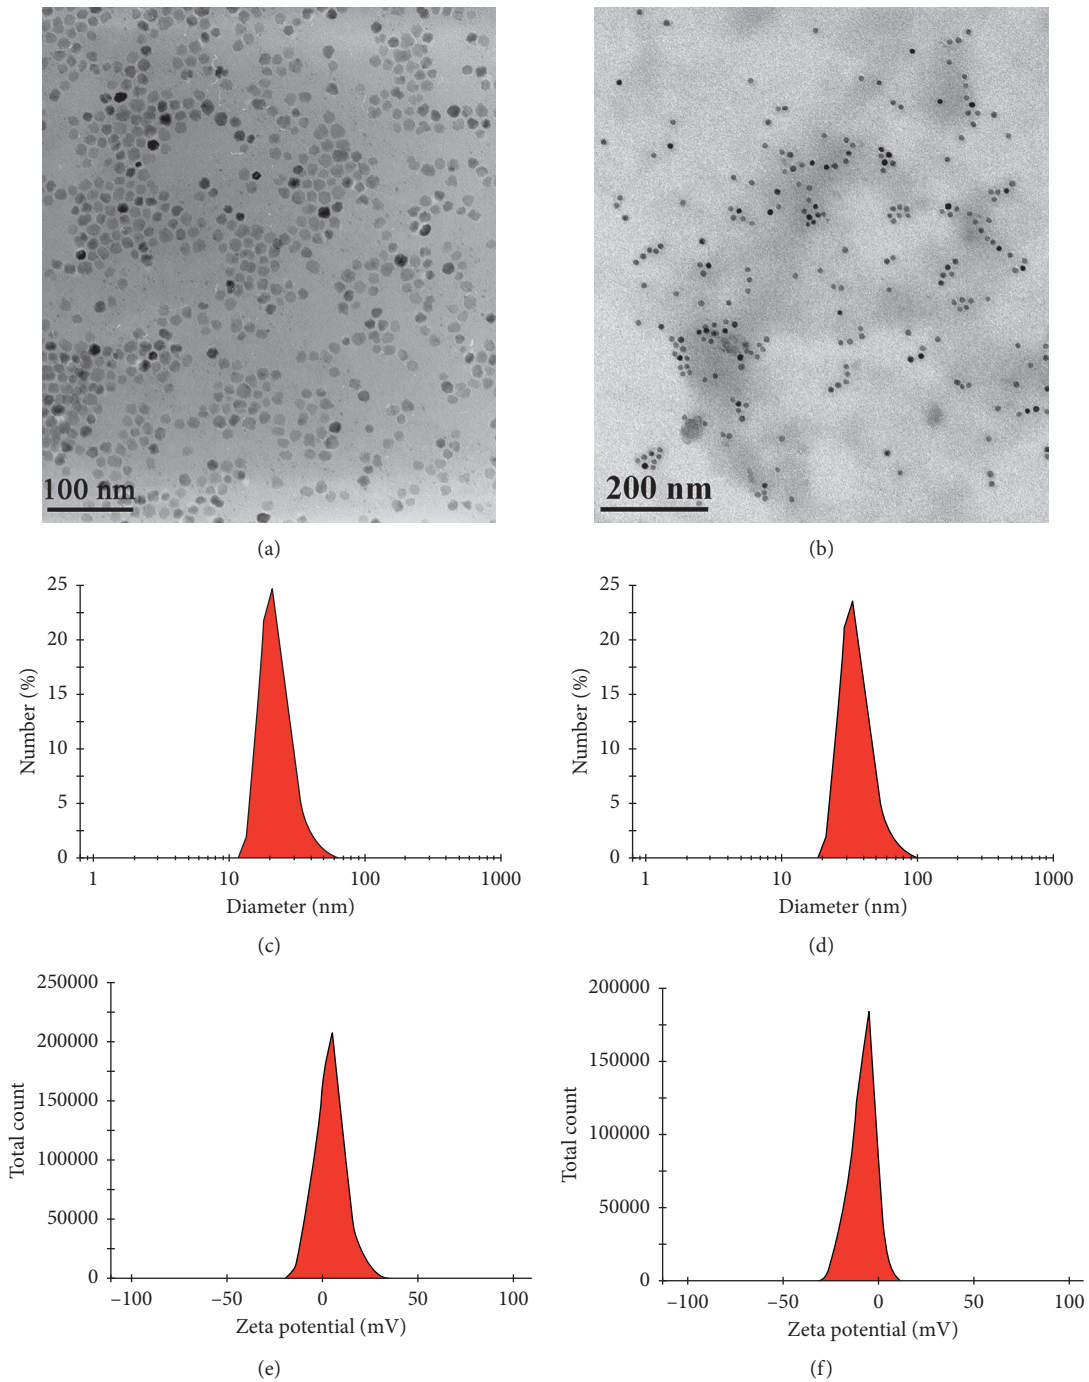 100 nm
200 nm
(a)
(b)
25
20
15
10
5
0
Number (%)
1
10
100
1000
Diameter (nm)
(c)
25
20
15
10
5
0
Number (%)
1
10
100
1000
Diameter (nm)
(d)
250000
200000
150000
100000
50000
0
Total count
–100
–50
0
50
100
Zeta potential (mV)
(e)
200000
150000
100000
50000
0
Total count
–100
–50
0
50
100
Zeta potential (mV)
(f)